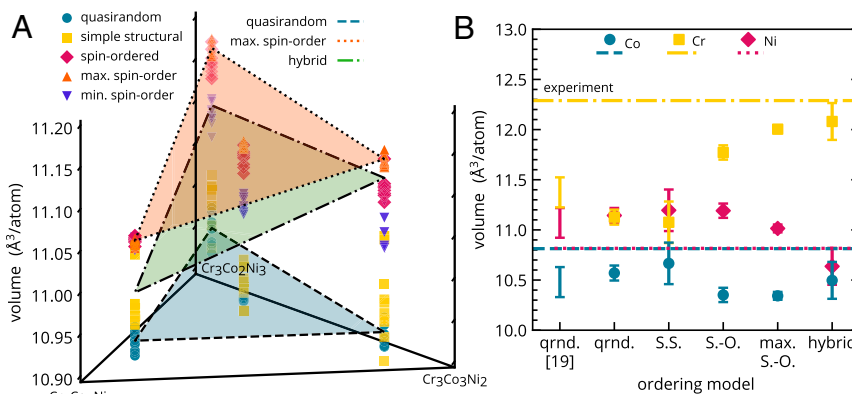 A
quasirandom
simple structural
spin-ordered
max. spin-order
min. spin-order
quasirandom
max. spin-order
hybrid
11.20
11.15
11.10
11.05
11.00
10.95
10.90
volume (Å3/atom)
Cr3Co2Ni3
Cr3Co3Ni2
B
13.0
12.5
12.0
11.5
11.0
10.5
10.0
volume (Å3/atom)
Co
Cr
Ni
experiment
qrnd. [19]
qrnd.
S.S.
S.-O.
max. S.-O.
hybrid
ordering model